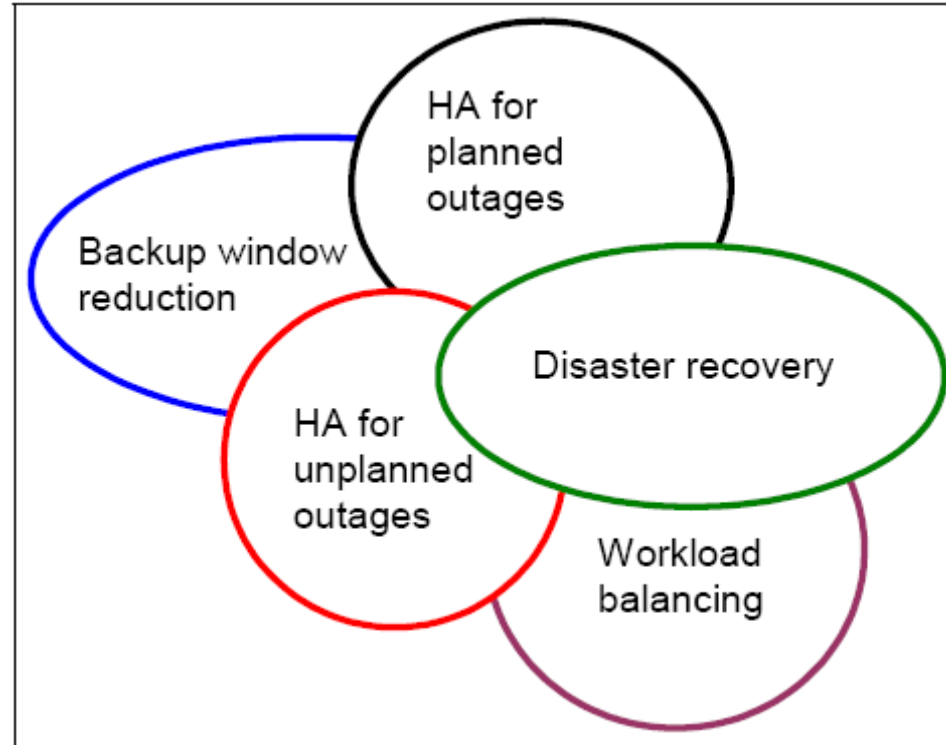 HA for
planned
outages
Backup window
reduction
Disaster recovery
HA for
unplanned
outages
Workload
balancing